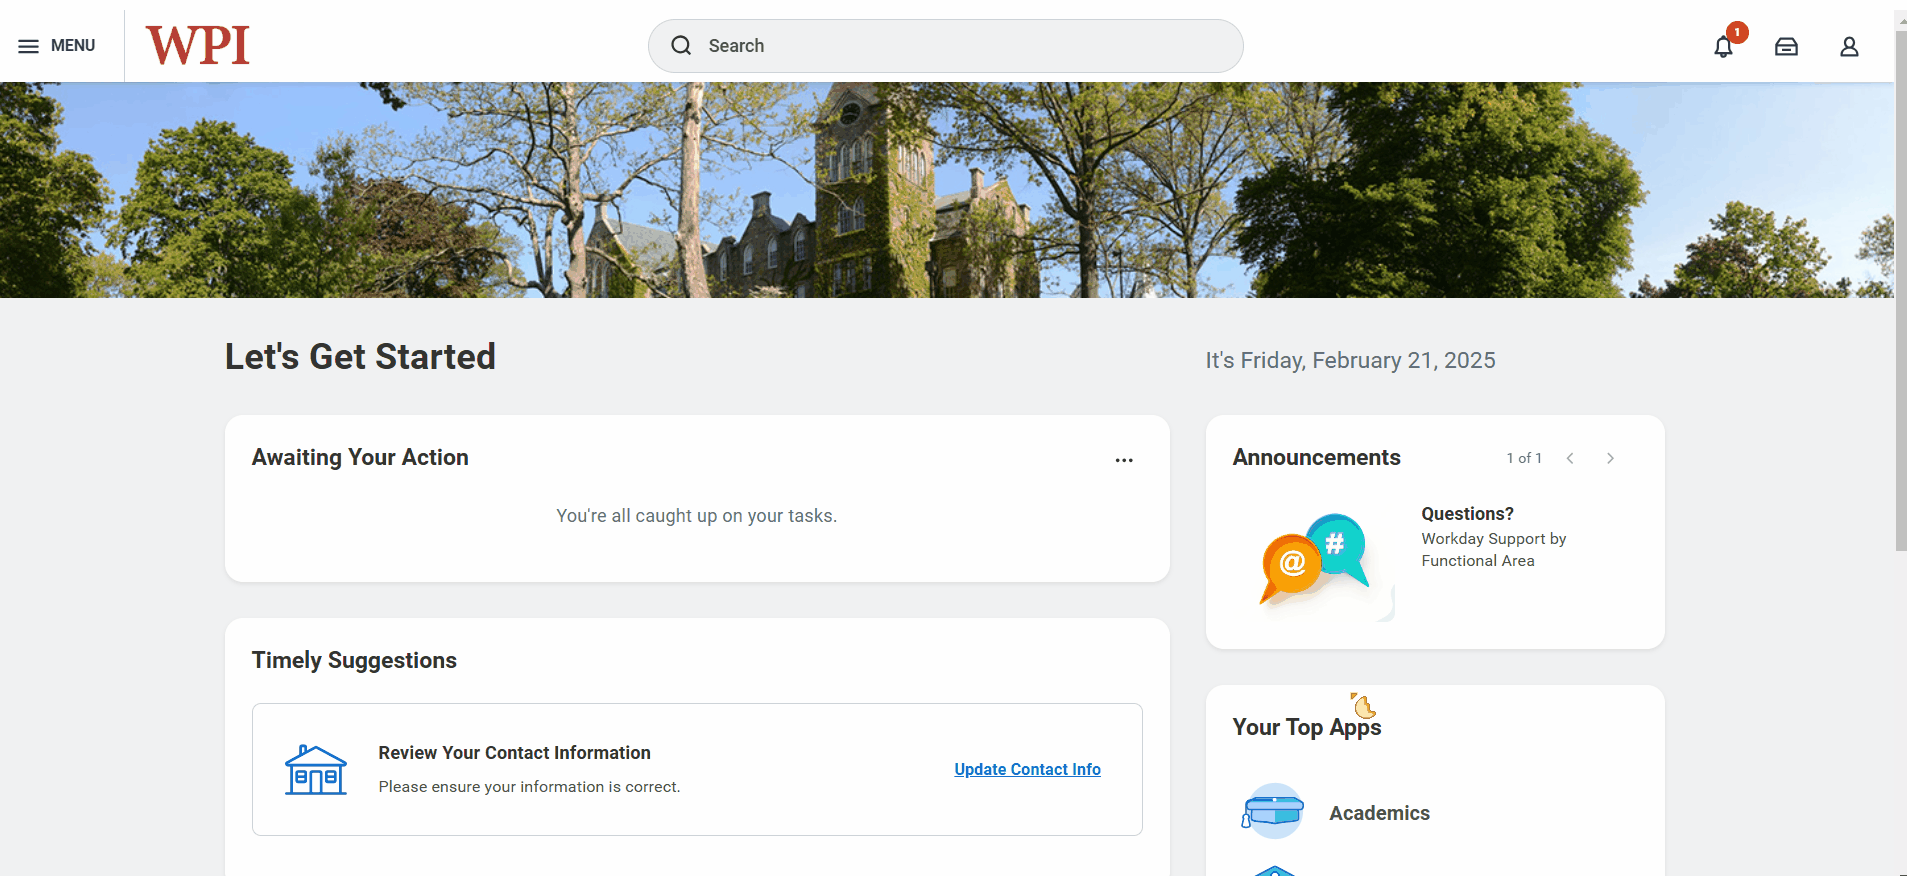 MENU
WPI
Search
1
Let's Get Started
It's Friday, February 21, 2025
Awaiting Your Action
You're all caught up on your tasks.
Announcements
1 of 1
@ #
Questions?
Workday Support by
Functional Area
Timely Suggestions
Review Your Contact Information
Please ensure your information is correct.
Update Contact Info
Your Top Apps
Academics